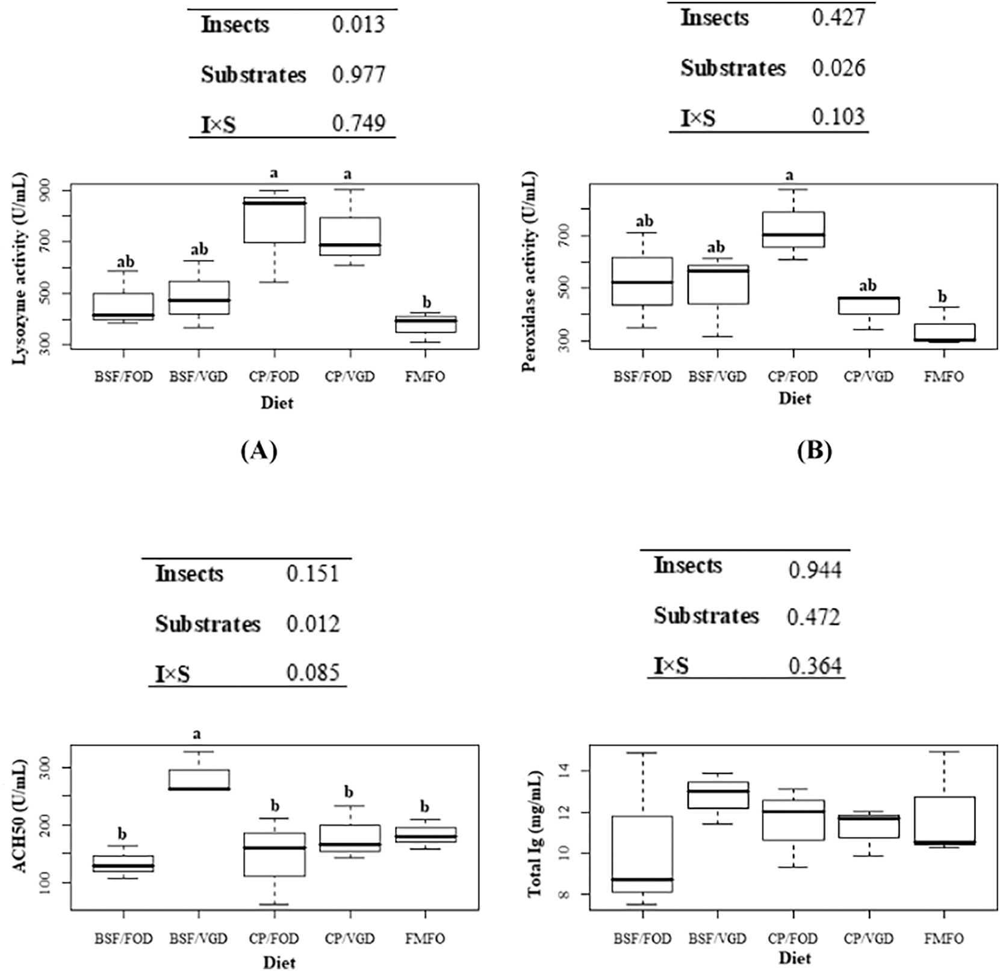 Insects 0.013
Substrates 0.977
I×S 0.749
Lysozyme activity (U/mL)
900
700
500
300
ab
ab
a
a
b
BSF/FOD BSF/VGD CP/FOD CP/VGD FMFO
Diet
(A)
Insects 0.427
Substrates 0.026
I×S 0.103
Peroxidase activity (U/mL)
700
500
300
ab
ab
a
ab
b
BSF/FOD BSF/VGD CP/FOD CP/VGD FMFO
Diet
(B)
Insects 0.151
Substrates 0.012
I×S 0.085
ACH50 (U/mL)
300
200
100
b
a
b
b
b
BSF/FOD BSF/VGD CP/FOD CP/VGD FMFO
Diet
Insects 0.944
Substrates 0.472
I×S 0.364
Total Ig (mg/mL)
14
12
10
8
BSF/FOD BSF/VGD CP/FOD CP/VGD FMFO
Diet